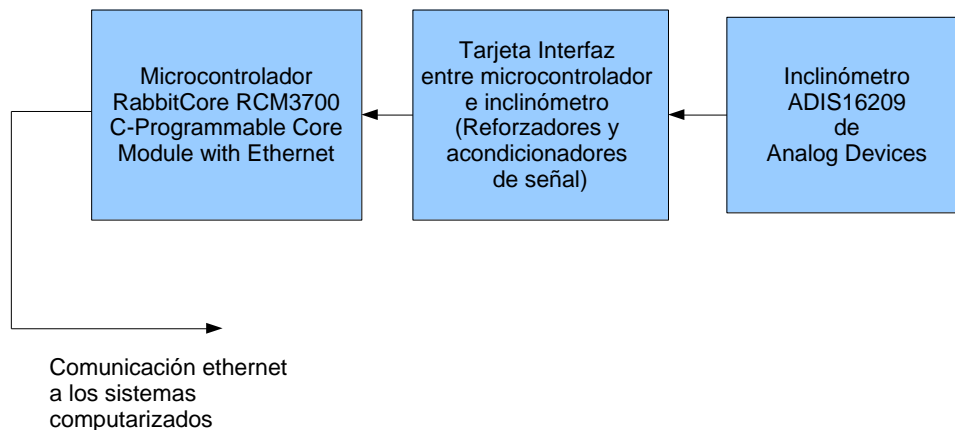 Microcontrolador
RabbitCore RCM3700
C-Programmable Core
Module with Ethernet
Tarjeta Interfaz
entre microcontrolador
e inclinómetro
(Reforzadores y
acondicionadores
de señal)
Inclinómetro
ADIS16209
de
Analog Devices
Comunicación ethernet
a los sistemas
computarizados